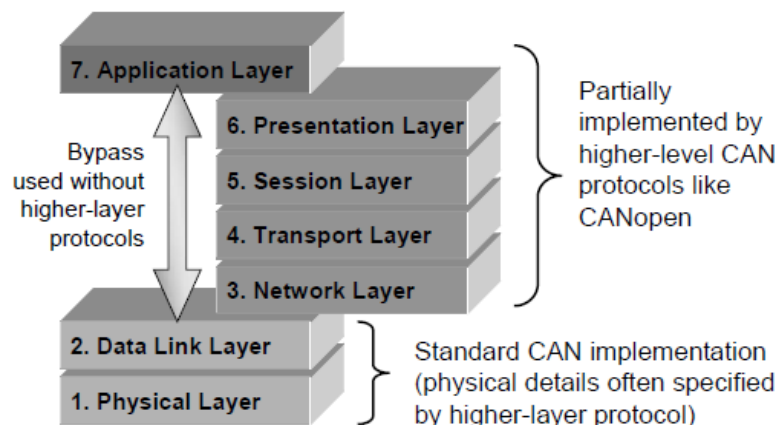 7. Application Layer
6. Presentation Layer
5. Session Layer
4. Transport Layer
3. Network Layer
2. Data Link Layer
1. Physical Layer
Bypass
used without
higher-layer
protocols
Partially
implemented by
higher-level CAN
protocols like
CANopen
Standard CAN implementation
(physical details often specified
by higher-layer protocol)